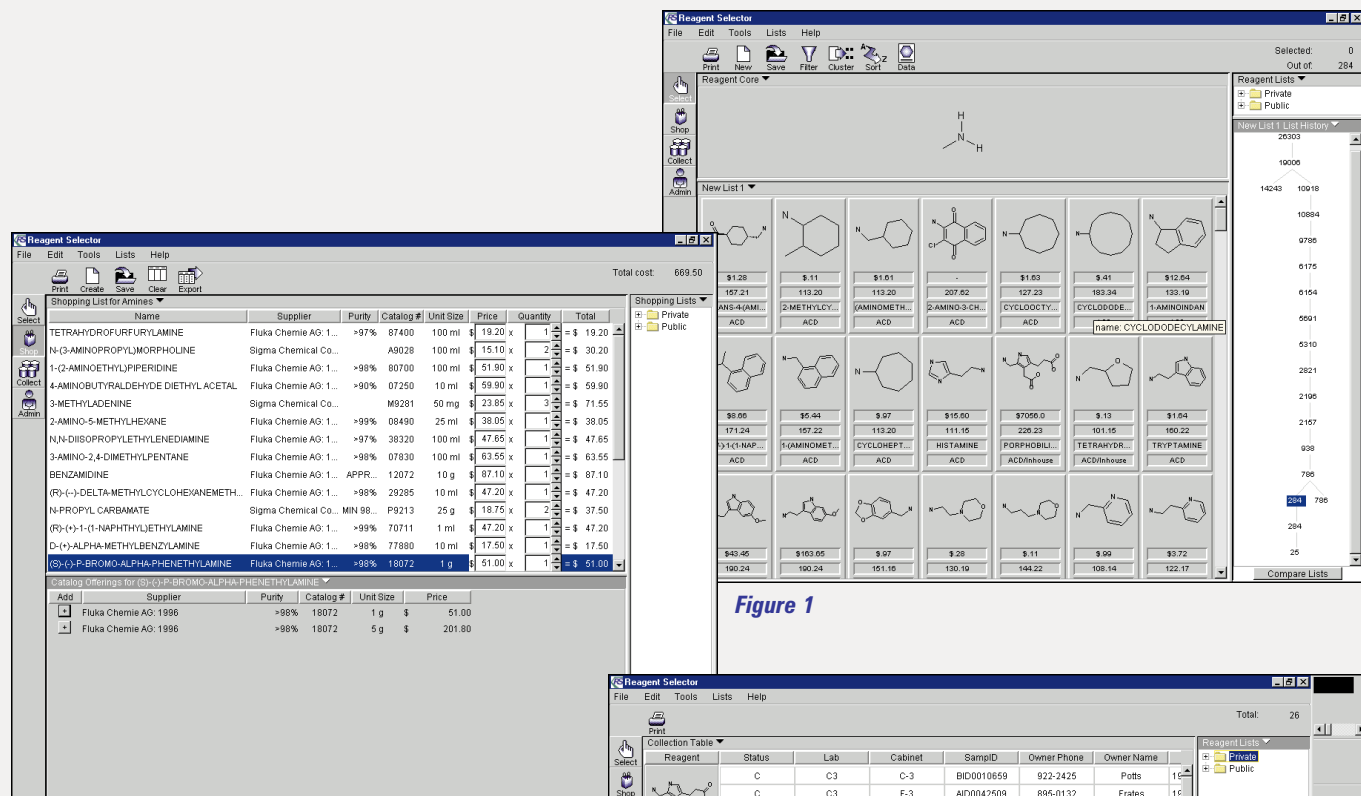 Reagent Selector
File Edit Tools Lists Help
Print New Save Filter Cluster Sort Data
Selected: 0
Out of: 284
Select
Shop
Collect
Admin
Reagent Core
H
N H
Reagent Lists
Private
Public
New List 1 List History
26303
19006
14243 10918
10884
9786
6175
6154
5691
5310
2821
2196
2167
938
786
284 786
284
25
Compare Lists
New List 1
$1.28 $.11 $1.61 - $1.63 $.41 $12.64
157.21 113.20 113.20 207.62 127.23 183.34 133.19
ANS-4-(AMI... 2-METHYLCY... (AMINOMETH... 2-AMINO-3-CH... CYCLOOCTY... CYCLODODE... 1-AMINOINDAN
ACD ACD ACD ACD ACD
name: CYCLODODECYLAMINE
$8.66 $5.44 $.97 $15.60 $7056.0 $.13 $1.64
171.24 157.22 113.20 111.15 226.23 101.15 160.22
)-1-(1-NAP... 1-(AMINOMET... CYCLOHEPT... HISTAMINE PORPHOBILI... TETRAHYDR... TRYPTAMINE
ACD ACD ACD ACD ACD/Inhouse ACD/Inhouse ACD
$43.45 $163.65 $.97 $.28 $.11 $.99 $3.72
190.24 190.24 151.16 130.19 144.22 108.14 122.17
Figure 1
Reagent Selector
File Edit Tools Lists Help
Print Create Save Clear Export
Total cost: 669.50
Select
Shop
Collect
Admin
Shopping List for Amines
Shopping Lists
Private
Public
Name Supplier Purity Catalog # Unit Size Price Quantity Total
TETRAHYDROFURFURYLAMINE Fluka Chemie AG: 1... >97% 87400 100 ml $ 19.20 x 1 = $ 19.20
N-(3-AMINOPROPYL)MORPHOLINE Sigma Chemical Co... A9028 100 ml $ 15.10 x 2 = $ 30.20
1-(2-AMINOETHYL)PIPERIDINE Fluka Chemie AG: 1... >98% 80700 100 ml $ 51.90 x 1 = $ 51.90
4-AMINOBUTYRALDEHYDE DIETHYL ACETAL Fluka Chemie AG: 1... >90% 07250 10 ml $ 59.90 x 1 = $ 59.90
3-METHYLADENINE Sigma Chemical Co... M9281 50 mg $ 23.85 x 3 = $ 71.55
2-AMINO-5-METHYLHEXANE Fluka Chemie AG: 1... >99% 08490 25 ml $ 38.05 x 1 = $ 38.05
N,N-DIISOPROPYLETHYLENEDIAMINE Fluka Chemie AG: 1... >97% 38320 100 ml $ 47.65 x 1 = $ 47.65
3-AMINO-2,4-DIMETHYLPENTANE Fluka Chemie AG: 1... >98% 07830 100 ml $ 63.55 x 1 = $ 63.55
BENZAMIDINE Fluka Chemie AG: 1... APPR... 12072 10 g $ 87.10 x 1 = $ 87.10
(R)-(--)-DELTA-METHYLCYCLOHEXANEMETH... Fluka Chemie AG: 1... >98% 29285 10 ml $ 47.20 x 1 = $ 47.20
N-PROPYL CARBAMATE Sigma Chemical Co... MIN 98... P9213 25 g $ 18.75 x 2 = $ 37.50
(R)-(+)-1-(1-NAPHTHYL)ETHYLAMINE Fluka Chemie AG: 1... >99% 70711 1 ml $ 47.20 x 1 = $ 47.20
D-(+)-ALPHA-METHYLBENZYLAMINE Fluka Chemie AG: 1... >98% 77880 10 ml $ 17.50 x 1 = $ 17.50
(S)-(-)-P-BROMO-ALPHA-PHENETHYLAMINE Fluka Chemie AG: 1... >98% 18072 1 g $ 51.00 x 1 = $ 51.00
Catalog Offerings for (S)-(-)-P-BROMO-ALPHA-PHENETHYLAMINE
Add Supplier Purity Catalog # Unit Size Price
Fluka Chemie AG: 1996 >98% 18072 1 g $ 51.00
Fluka Chemie AG: 1996 >98% 18072 5 g $ 201.80
Reagent Selector
File Edit Tools Lists Help
Print
Total: 26
Select
Shop
Collection Table
Reagent Lists
Private
Public
Reagent Status Lab Cabinet SampID Owner Phone Owner Name
C C3 C-3 BID0010659 922-2425 Potts
C C3 F-3 AID0042509 895-0132 Frates